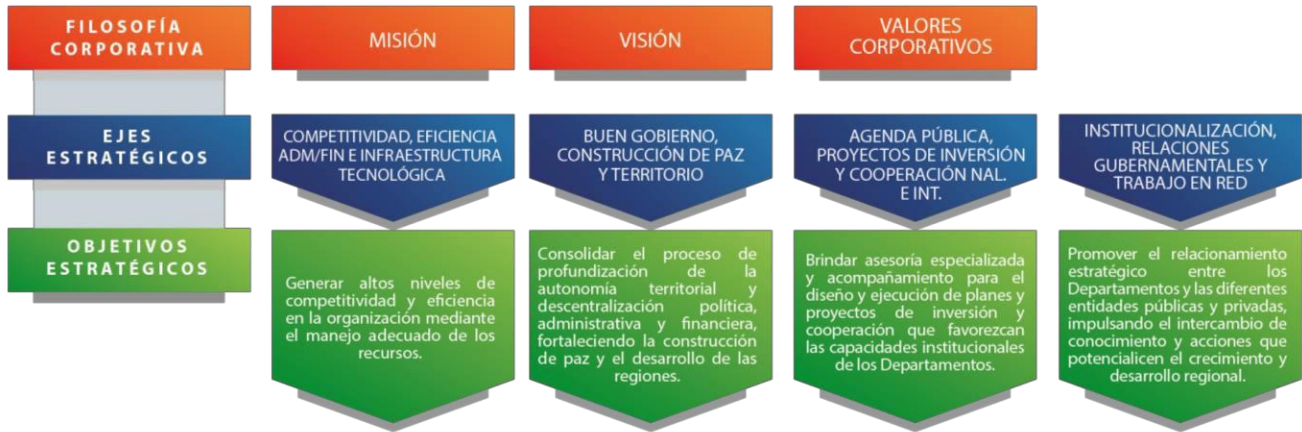 FILOSOFÍA
CORPORATIVA
MISIÓN
VISIÓN
VALORES
CORPORATIVOS
EJES
ESTRATÉGICOS
COMPETITIVIDAD, EFICIENCIA
ADM/FIN E INFRAESTRUCTURA
TECNOLÓGICA
BUEN GOBIERNO,
CONSTRUCCIÓN DE PAZ
Y TERRITORIO
AGENDA PÚBLICA,
PROYECTOS DE INVERSIÓN
Y COOPERACIÓN NAL.
E INT.
INSTITUCIONALIZACIÓN,
RELACIONES
GUBERNAMENTALES Y
TRABAJO EN RED
OBJETIVOS
ESTRATÉGICOS
Generar altos niveles de
competitividad y eficiencia
en la organización mediante
el manejo adecuado de los
recursos.
Consolidar el proceso de
profundización de la
autonomía territorial y
descentralización política,
administrativa y financiera,
fortaleciendo la construcción
de paz y el desarrollo de las
regiones.
Brindar asesoría especializada
y acompañamiento para el
diseño y ejecución de planes y
proyectos de inversión y
cooperación que favorezcan
las capacidades institucionales
de los Departamentos.
Promover el relacionamiento
estratégico entre los
Departamentos y las diferentes
entidades públicas y privadas,
impulsando el intercambio de
conocimiento y acciones que
potencialicen el crecimiento y
desarrollo regional.